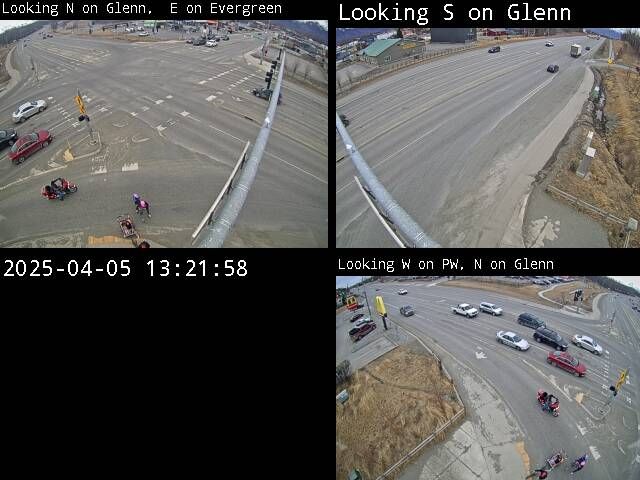 Looking N on Glenn,  E on Evergreen
Looking S on Glenn
2025-04-05 13:21:58
Looking W on PW, N on Glenn